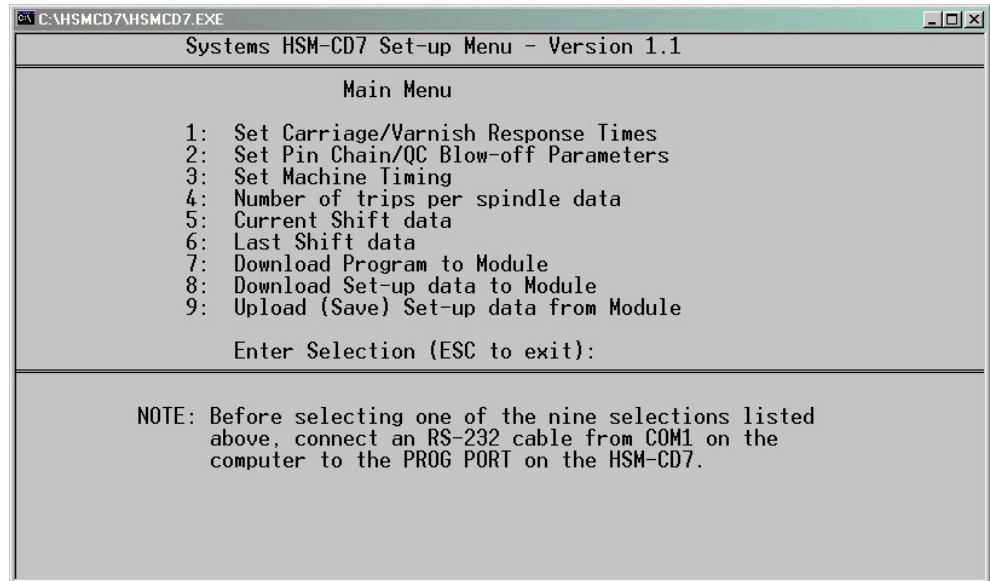 C:\HSMCD7\HSMCD7.EXE
Systems HSM-CD7 Set-up Menu - Version 1.1
Main Menu
1: Set Carriage/Varnish Response Times
2: Set Pin Chain/QC Blow-off Parameters
3: Set Machine Timing
4: Number of trips per spindle data
5: Current Shift data
6: Last Shift data
7: Download Program to Module
8: Download Set-up data to Module
9: Upload (Save) Set-up data from Module
Enter Selection (ESC to exit):
NOTE: Before selecting one of the nine selections listed
above, connect an RS-232 cable from COM1 on the
computer to the PROG PORT on the HSM-CD7.